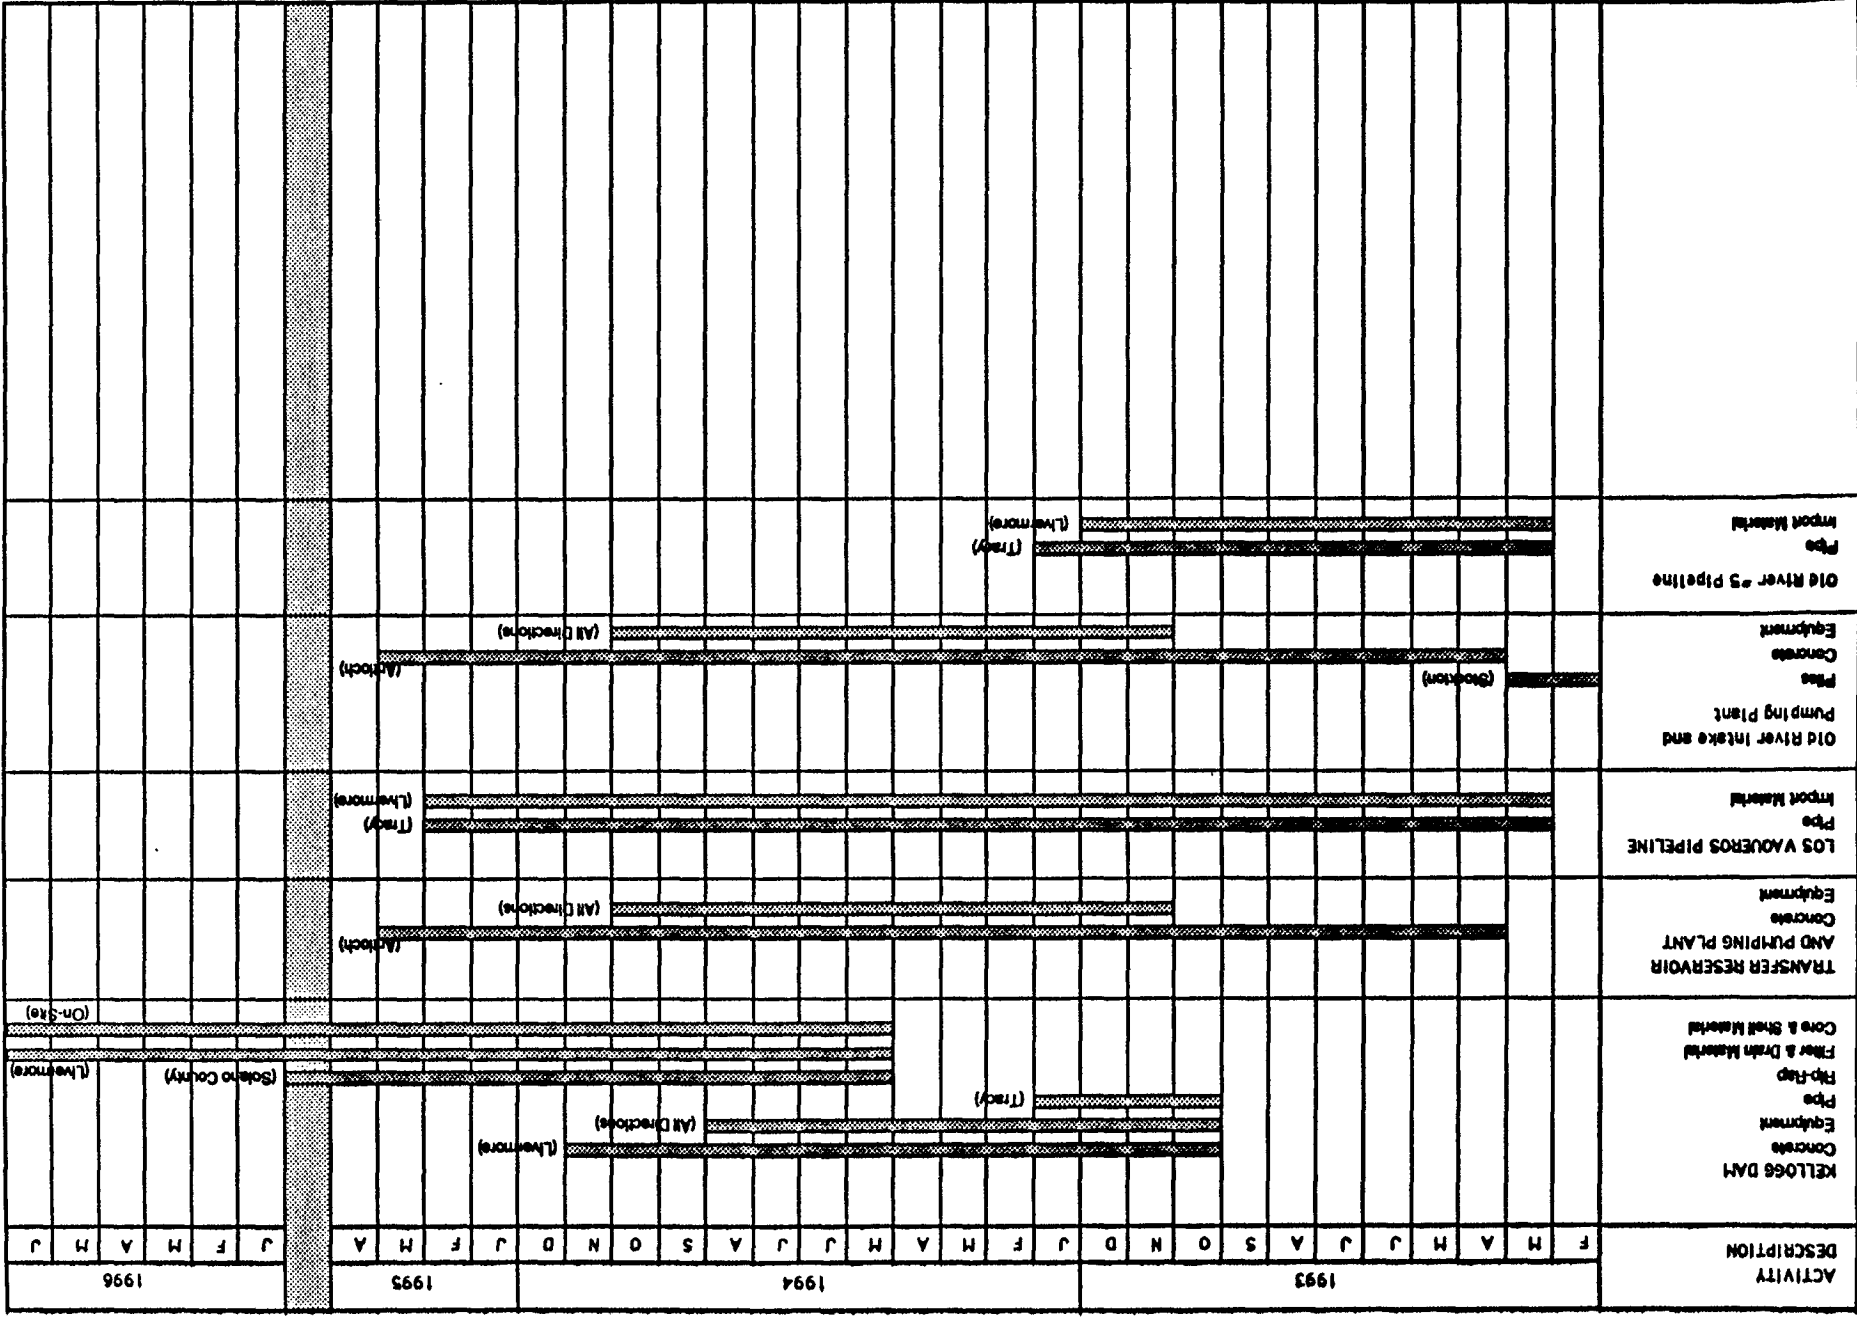 ACTIVITY
DESCRIPTION
1993 1994 1995 1996
F M A M J J A S O N D J F M A M J J A S O N D J F M A J F M A M J
KELLOGG DAM
Concrete (Livermore)
Equipment (All Directions)
Pipe (Tracy)
Rip-Rap (Solano County)
Filter & Drain Material (Livermore)
Core & Shell Material (On-Site)
TRANSFER RESERVOIR
AND PUMPING PLANT
Concrete (Antioch)
Equipment (All Directions)
LOS VAQUEROS PIPELINE
Pipe (Tracy)
Import Material (Livermore)
Old River Intake and
Pumping Plant
Piles (Stockton)
Concrete (Antioch)
Equipment (All Directions)
Old River #5 Pipeline
Pipe (Tracy)
Import Material (Livermore)